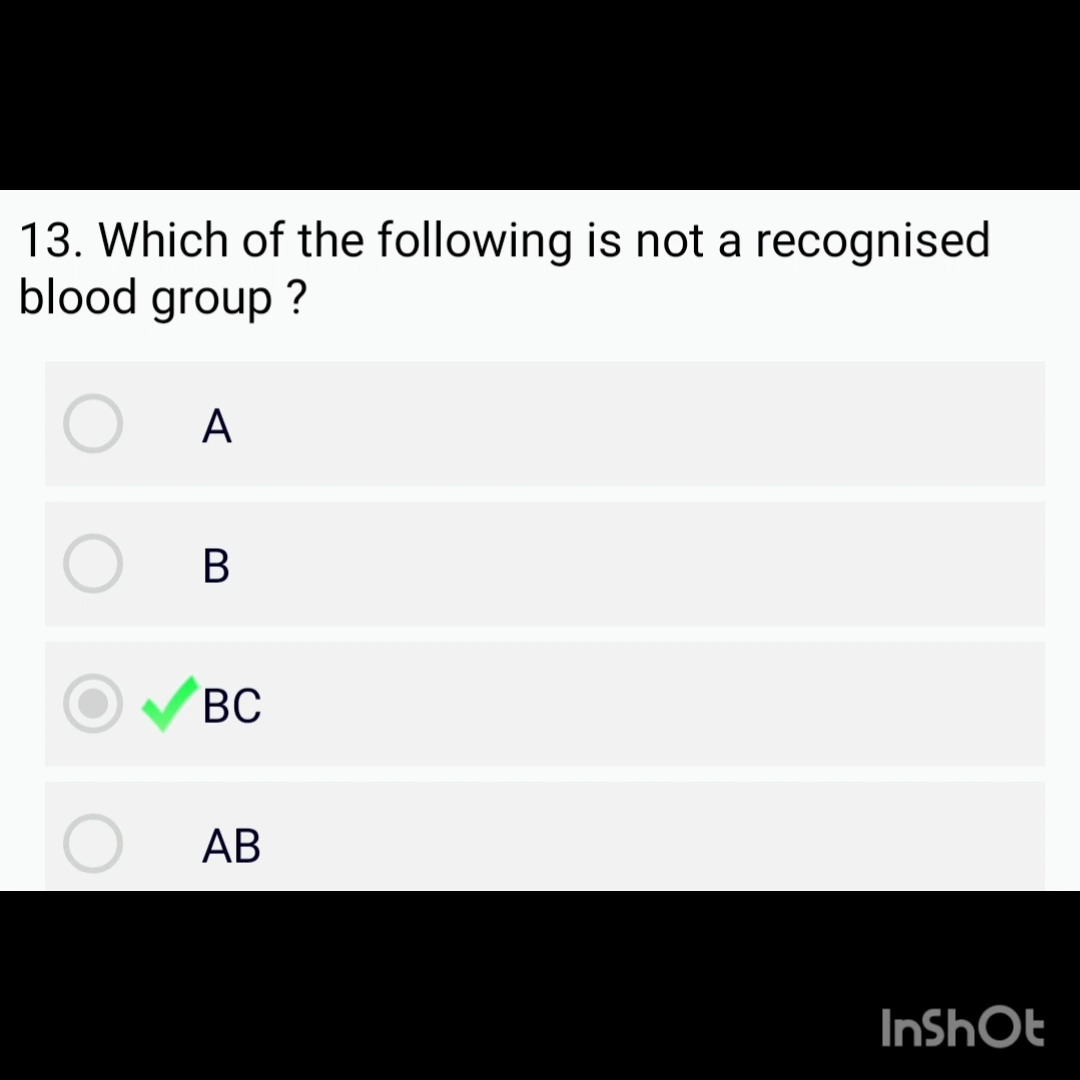 13. Which of the following is not a recognised
blood group ?
A
B
BC
AB
InShOt